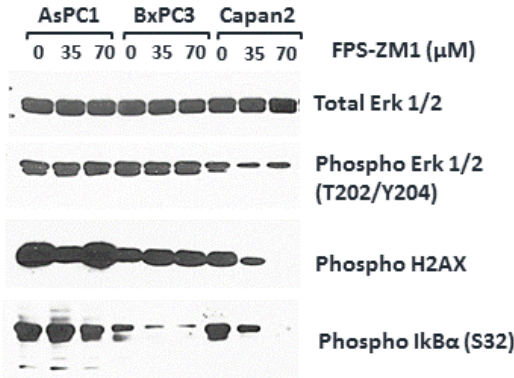 AsPC1 BxPC3 Capan2
0 35 70 0 35 70 0 35 70 FPS-ZM1 (µM)
Total Erk 1/2
Phospho Erk 1/2
(T202/Y204)
Phospho H2AX
Phospho IkBα (S32)